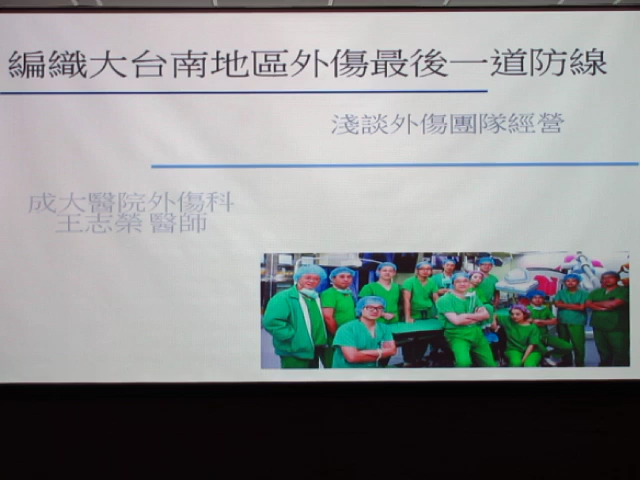 編織大台南地區外傷最後一道防線
淺談外傷團隊經營
成大醫院外傷科
王志榮 醫師